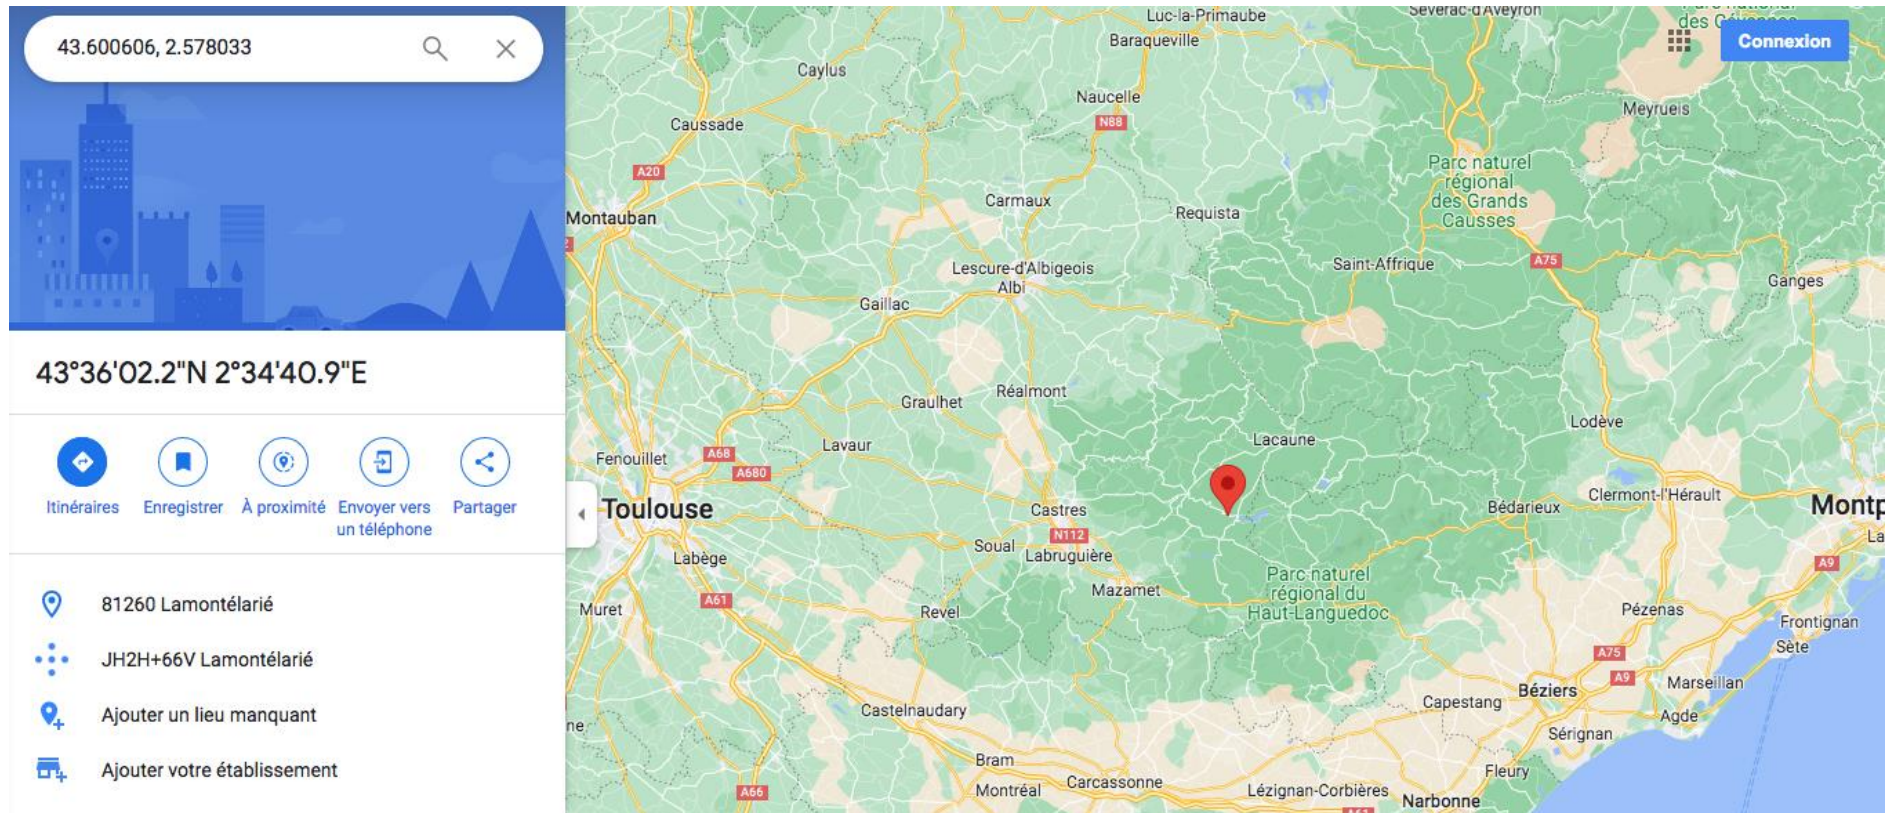 43.600606, 2.578033
43°36'02.2"N 2°34'40.9"E
Itinéraires
Enregistrer
À proximité
Envoyer vers
un téléphone
Partager
81260 Lamontélarié
JH2H+66V Lamontélarié
Ajouter un lieu manquant
Ajouter votre établissement
Luc-la-Primaube
Connexion
Baraqueville
Caylus
Naucelle
N88
Meyrueis
Caussade
A20
Parc naturel
régional
des Grands
Causses
Carmaux
Requista
Montauban
Lescure-d'Albigeois
Albi
Saint-Affrique
A75
Ganges
Gaillac
Réalmont
Graulhet
Lodève
Lavaur
Lacaune
Fenouillet
A68
A680
Toulouse
Castres
N112
Clermont-l'Hérault
Bédarieux
Montp
La
Soual
Labruguière
Labège
A9
Mazamet
Parc naturel
régional du
Haut-Languedoc
Muret
A61
Revel
Pézenas
Frontignan
Sète
A75
A9
Marseillan
Béziers
Capestang
Agde
Castelnaudary
ne
Sérignan
Bram
Fleury
Montréal
Carcassonne
Lézignan-Corbières
Narbonne
A66